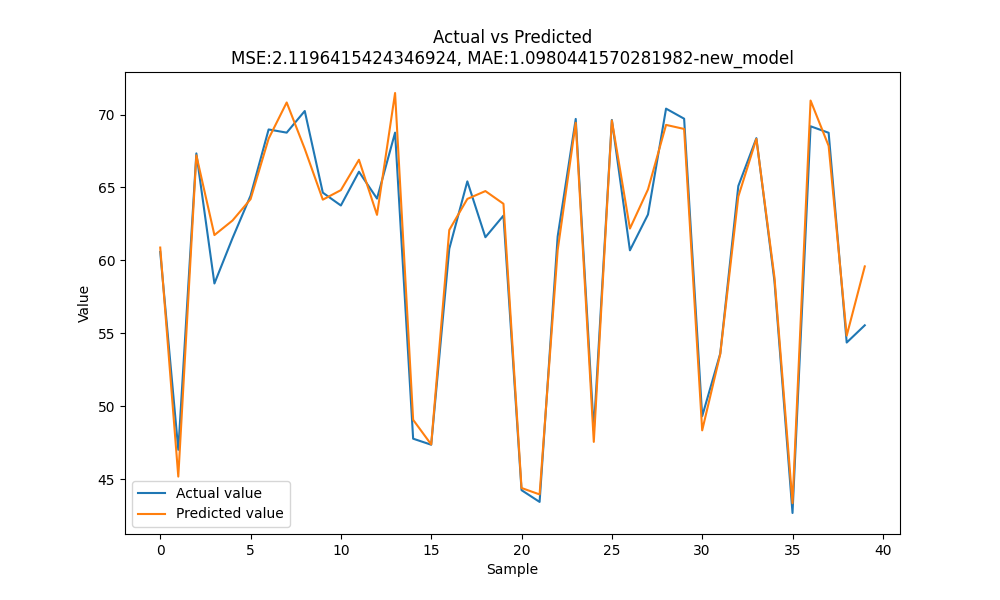 Actual vs Predicted
MSE:2.1196415424346924, MAE:1.0980441570281982-new_model
Value
70
65
60
55
50
45
Actual value
Predicted value
0 5 10 15 20 25 30 35 40
Sample